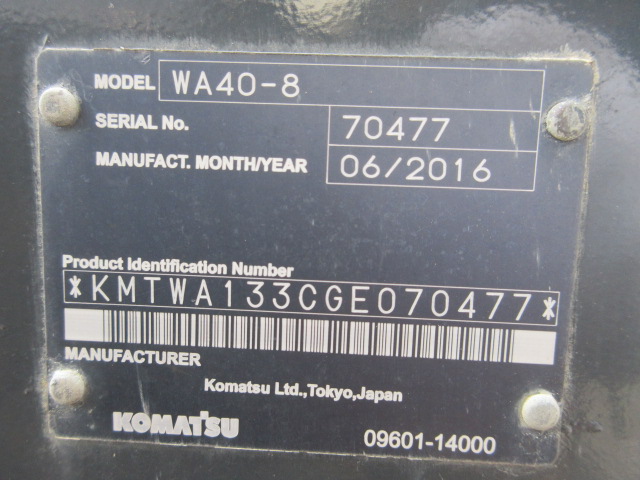 MODEL WA40-8
SERIAL No. 70477
MANUFACT. MONTH/YEAR 06/2016
Product Identification Number
*KMTWA133CGE070477*
MANUFACTURER
Komatsu Ltd.,Tokyo,Japan
KOMATSU
09601-14000